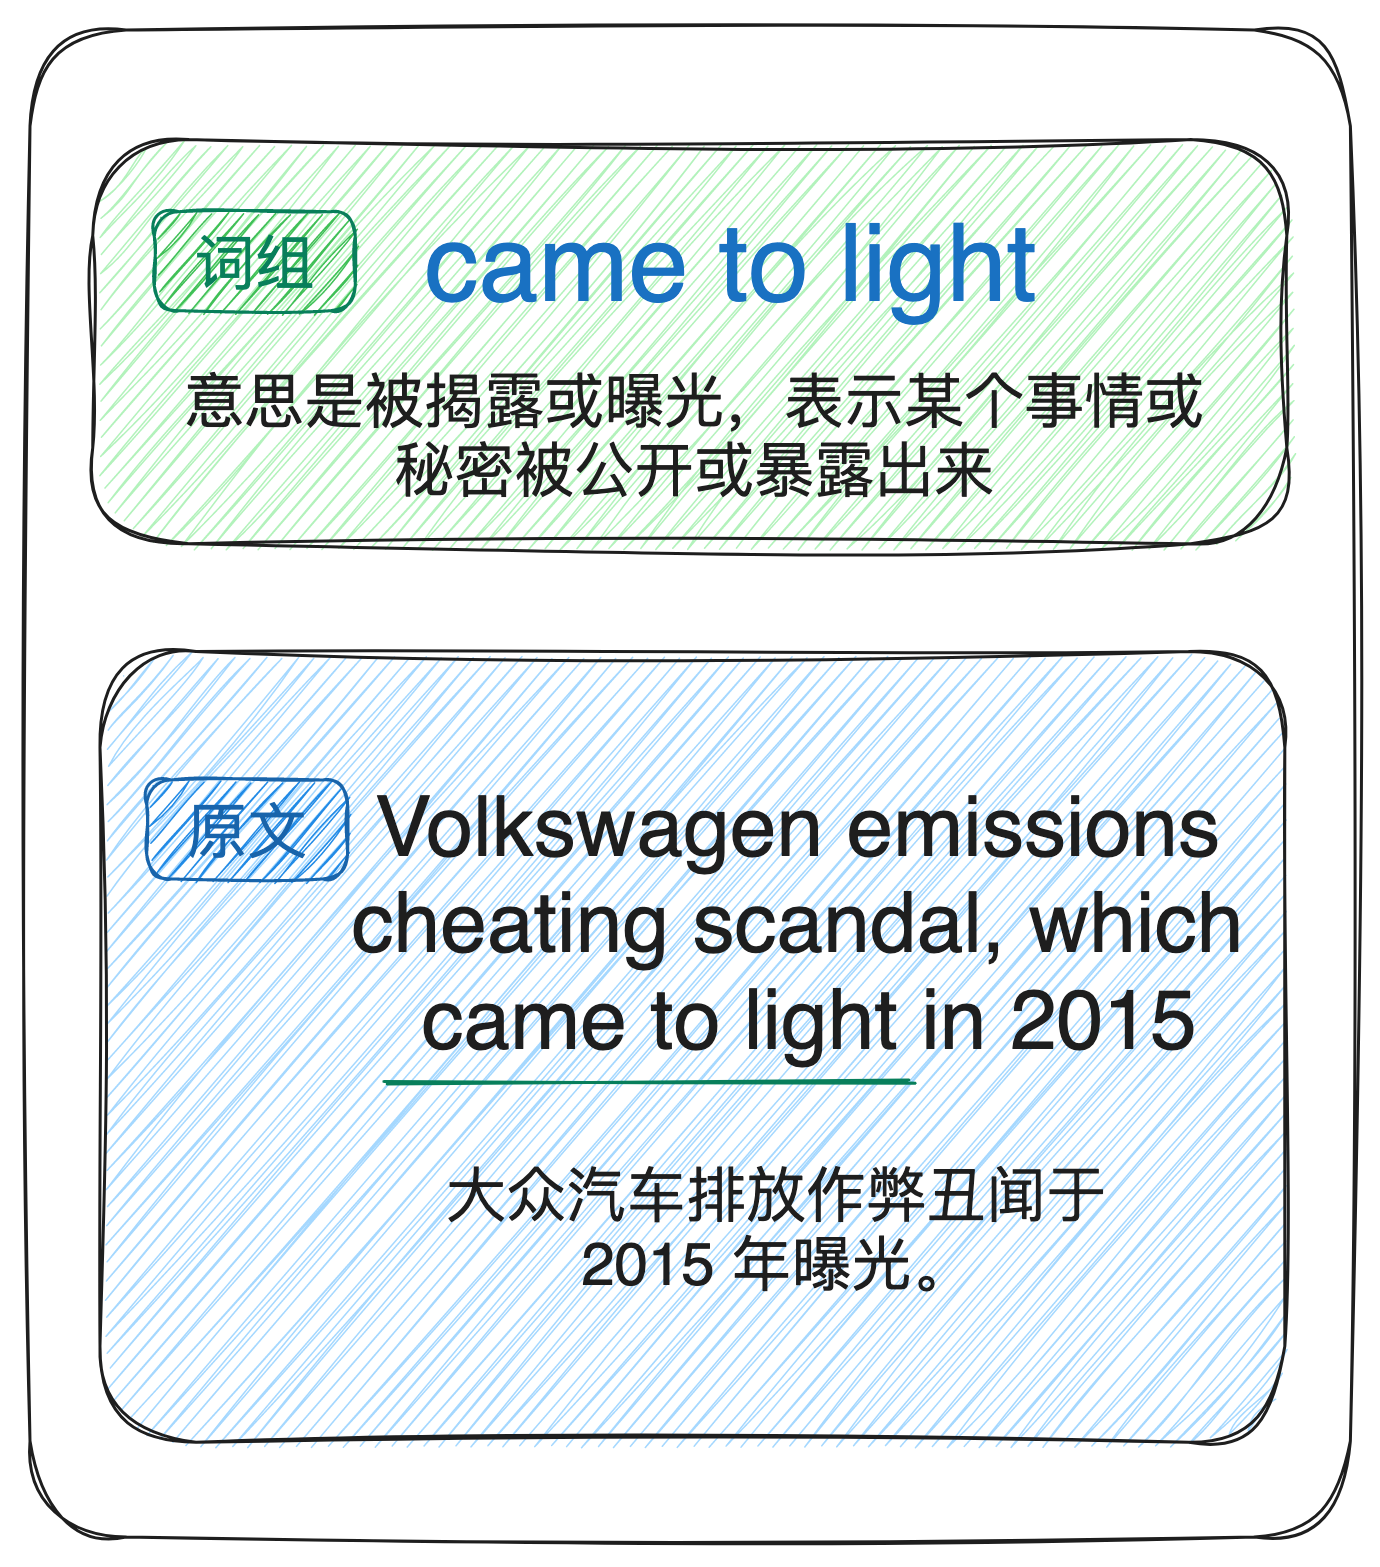 词组
came to light
意思是被揭露或曝光，表示某个事情或
秘密被公开或暴露出来
原文
Volkswagen emissions
cheating scandal, which
came to light in 2015
大众汽车排放作弊丑闻于
2015 年曝光。